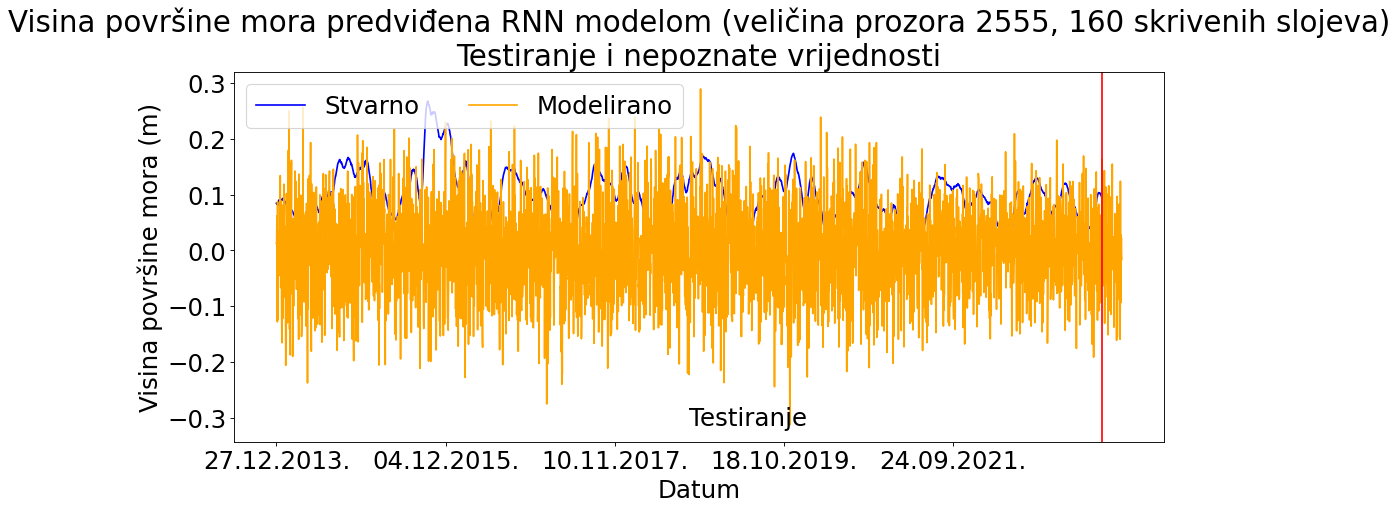 Visina površine mora predviđena RNN modelom (veličina prozora 2555, 160 skrivenih slojeva)
Testiranje i nepoznate vrijednosti
Stvarno
Modelirano
Visina površine mora (m)
0.3
0.2
0.1
0.0
−0.1
−0.2
−0.3
Testiranje
27.12.2013.
04.12.2015.
10.11.2017.
18.10.2019.
24.09.2021.
Datum